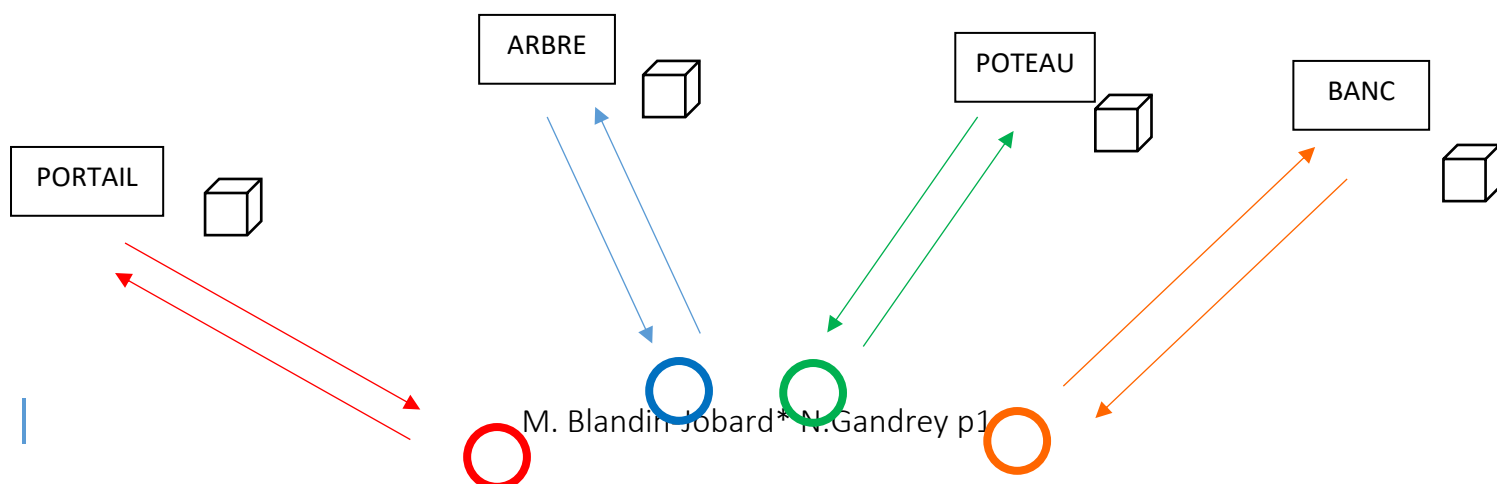 ARBRE
POTEAU
BANC
PORTAIL
M. Blandin Jobard* N.Gandrey p1